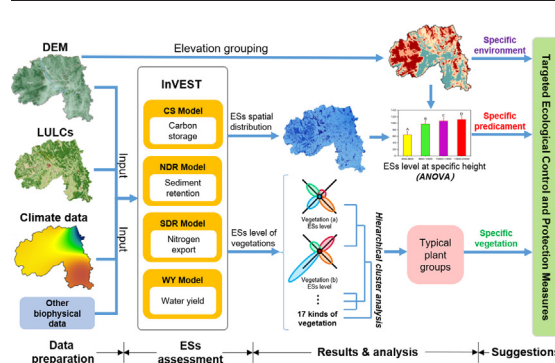 DEM
Elevation grouping
Specific
environment
InVEST
LULCs
CS Model
Carbon
storage
ESs spatial
distribution
Specific
predicament
ESs level at specific height
(ANOVA)
Input
NDR Model
Sediment
retention
Climate data
Input
SDR Model
Nitrogen
export
ESs level of
vegetations
Vegetation (a)
ESs level
Vegetation (b)
ESs level
17 kinds of
vegetation
Hierarchical cluster analysis
Typical
plant
groups
Specific
vegetation
WY Model
Water yield
Other
biophysical
data
Targeted Ecological Control and Protection Measures
Data
preparation
ESs
assessment
Results & analysis
Suggestion